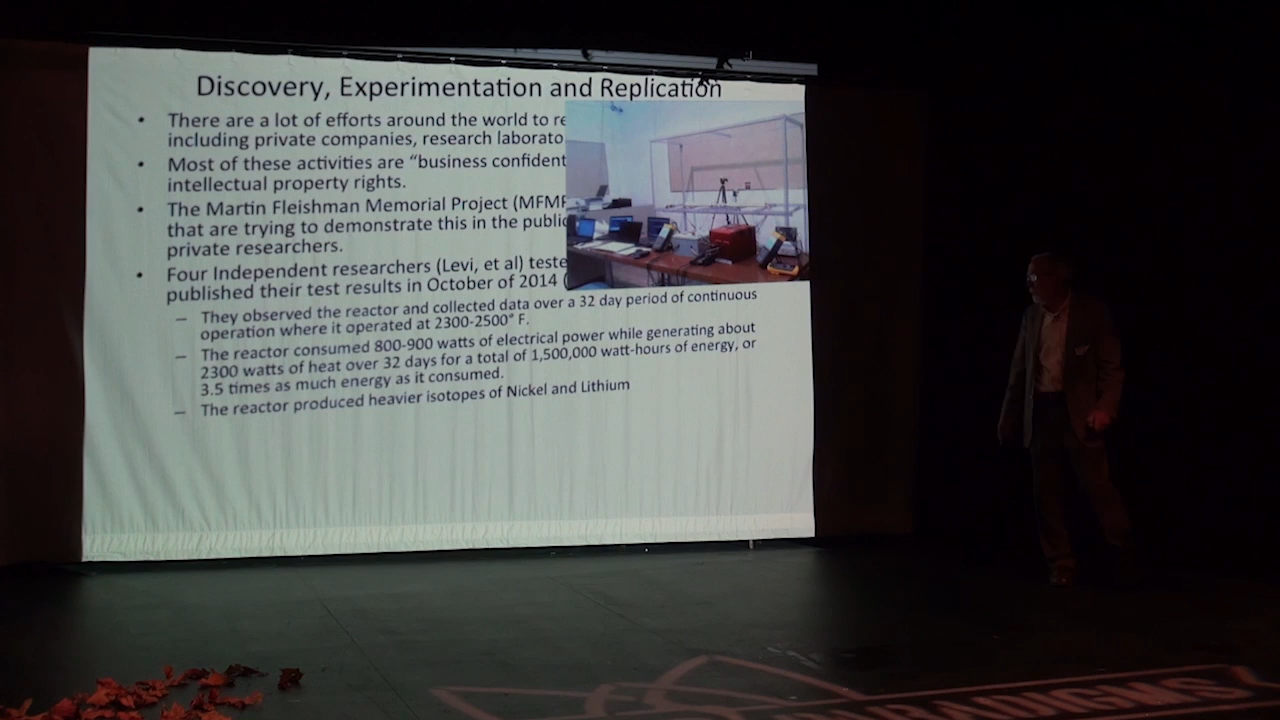 Discovery, Experimentation and Replication
• There are a lot of efforts around the world to re
including private companies, research laborato
• Most of these activities are “business confident
intellectual property rights.
• The Martin Fleishman Memorial Project (MFMP
that are trying to demonstrate this in the public
private researchers.
• Four Independent researchers (Levi, et al) teste
published their test results in October of 2014 (
– They observed the reactor and collected data over a 32 day period of continuous
operation where it operated at 2300-2500° F.
– The reactor consumed 800-900 watts of electrical power while generating about
2300 watts of heat over 32 days for a total of 1,500,000 watt-hours of energy, or
3.5 times as much energy as it consumed.
– The reactor produced heavier isotopes of Nickel and Lithium